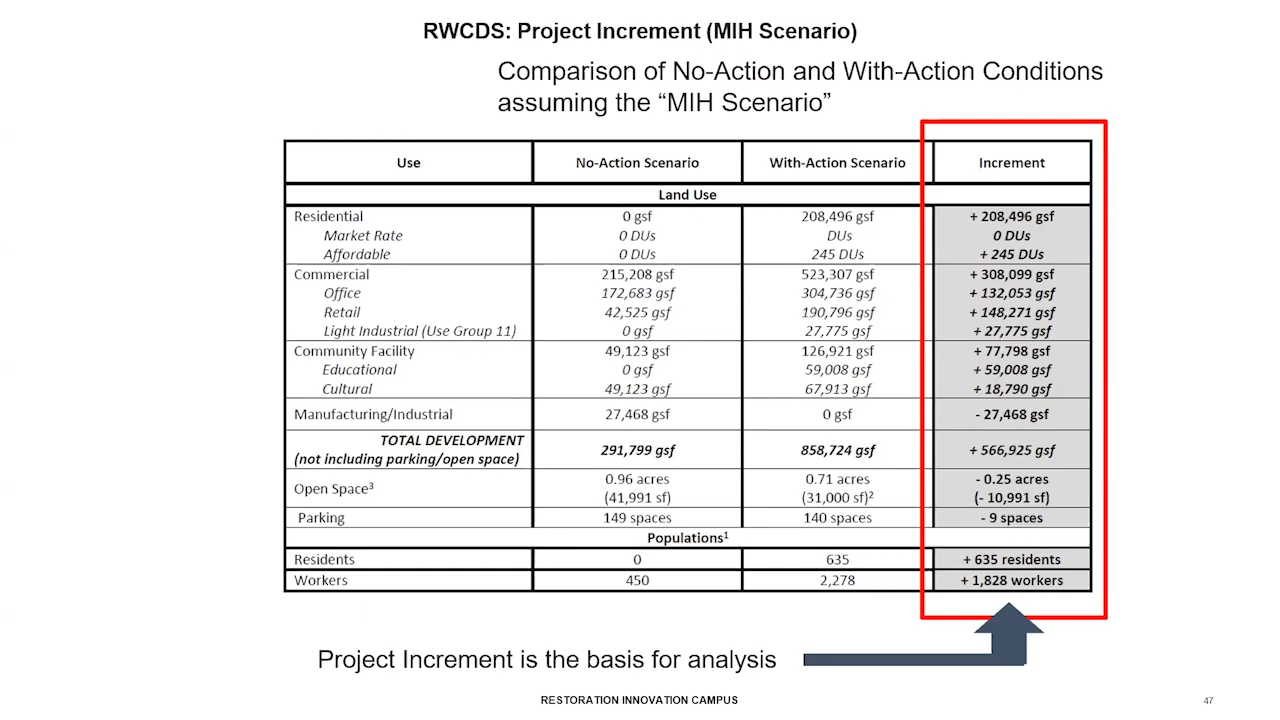 RWCDS: Project Increment (MIH Scenario)
Comparison of No-Action and With-Action Conditions
assuming the “MIH Scenario”
Use No-Action Scenario With-Action Scenario Increment
Land Use
Residential 0 gsf 208,496 gsf + 208,496 gsf
Market Rate 0 DUs DUs 0 DUs
Affordable 0 DUs 245 DUs + 245 DUs
Commercial 215,208 gsf 523,307 gsf + 308,099 gsf
Office 172,683 gsf 304,736 gsf + 132,053 gsf
Retail 42,525 gsf 190,796 gsf + 148,271 gsf
Light Industrial (Use Group 11) 0 gsf 27,775 gsf + 27,775 gsf
Community Facility 49,123 gsf 126,921 gsf + 77,798 gsf
Educational 0 gsf 59,008 gsf + 59,008 gsf
Cultural 49,123 gsf 67,913 gsf + 18,790 gsf
Manufacturing/Industrial 27,468 gsf 0 gsf - 27,468 gsf
TOTAL DEVELOPMENT
(not including parking/open space) 291,799 gsf 858,724 gsf + 566,925 gsf
Open Space³ 0.96 acres 0.71 acres - 0.25 acres
(41,991 sf) (31,000 sf)² (- 10,991 sf)
Parking 149 spaces 140 spaces - 9 spaces
Populations¹
Residents 0 635 + 635 residents
Workers 450 2,278 + 1,828 workers
Project Increment is the basis for analysis
RESTORATION INNOVATION CAMPUS
47